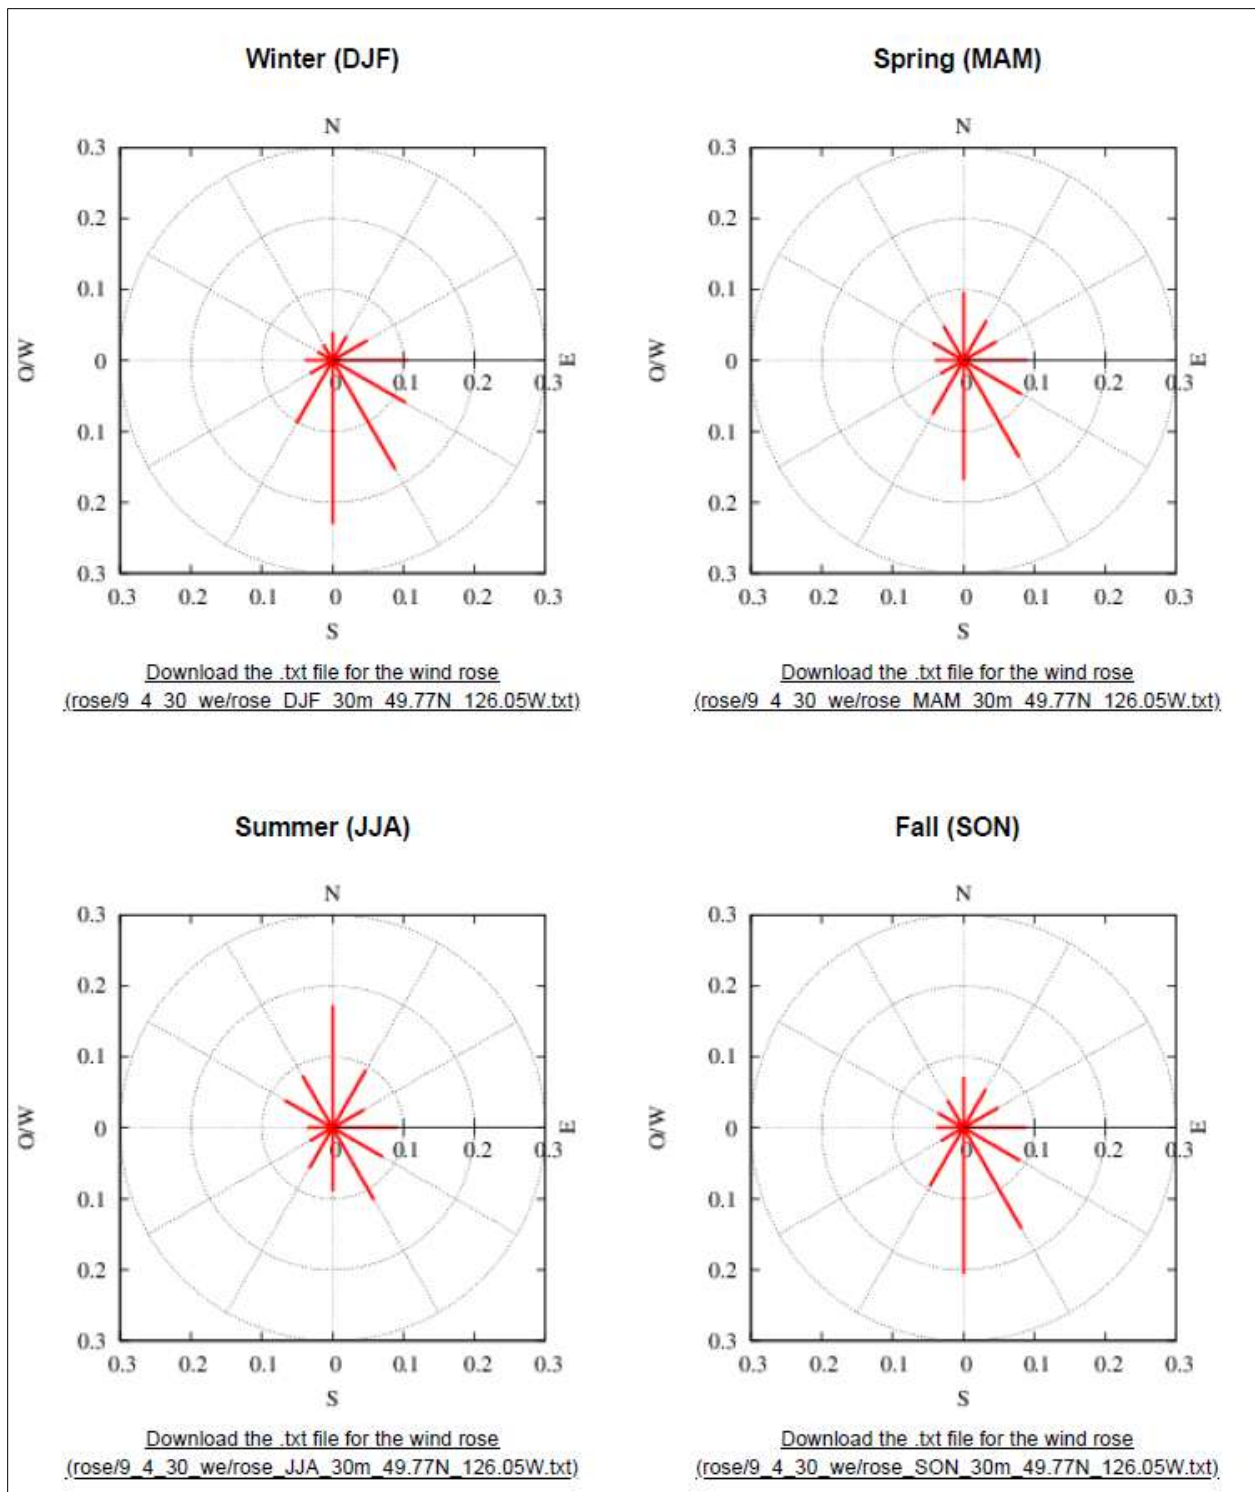 Winter (DJF) Spring (MAM)
N N
0.3 0.3
0.2 0.2
0.1 0.1
O/W 0 0 0.1 0.2 0.3 E O/W 0 0 0.1 0.2 0.3 E
0.1 0.1
0.2 0.2
0.3 0.3
0.3 0.2 0.1 0 0.1 0.2 0.3 0.3 0.2 0.1 0 0.1 0.2 0.3
S S
Download the .txt file for the wind rose Download the .txt file for the wind rose
(rose/9_4_30_we/rose_DJF_30m_49.77N_126.05W.txt) (rose/9_4_30_we/rose_MAM_30m_49.77N_126.05W.txt)
Summer (JJA) Fall (SON)
N N
0.3 0.3
0.2 0.2
0.1 0.1
O/W 0 0 0.1 0.2 0.3 E O/W 0 0 0.1 0.2 0.3 E
0.1 0.1
0.2 0.2
0.3 0.3
0.3 0.2 0.1 0 0.1 0.2 0.3 0.3 0.2 0.1 0 0.1 0.2 0.3
S S
Download the .txt file for the wind rose Download the .txt file for the wind rose
(rose/9_4_30_we/rose_JJA_30m_49.77N_126.05W.txt) (rose/9_4_30_we/rose_SON_30m_49.77N_126.05W.txt)